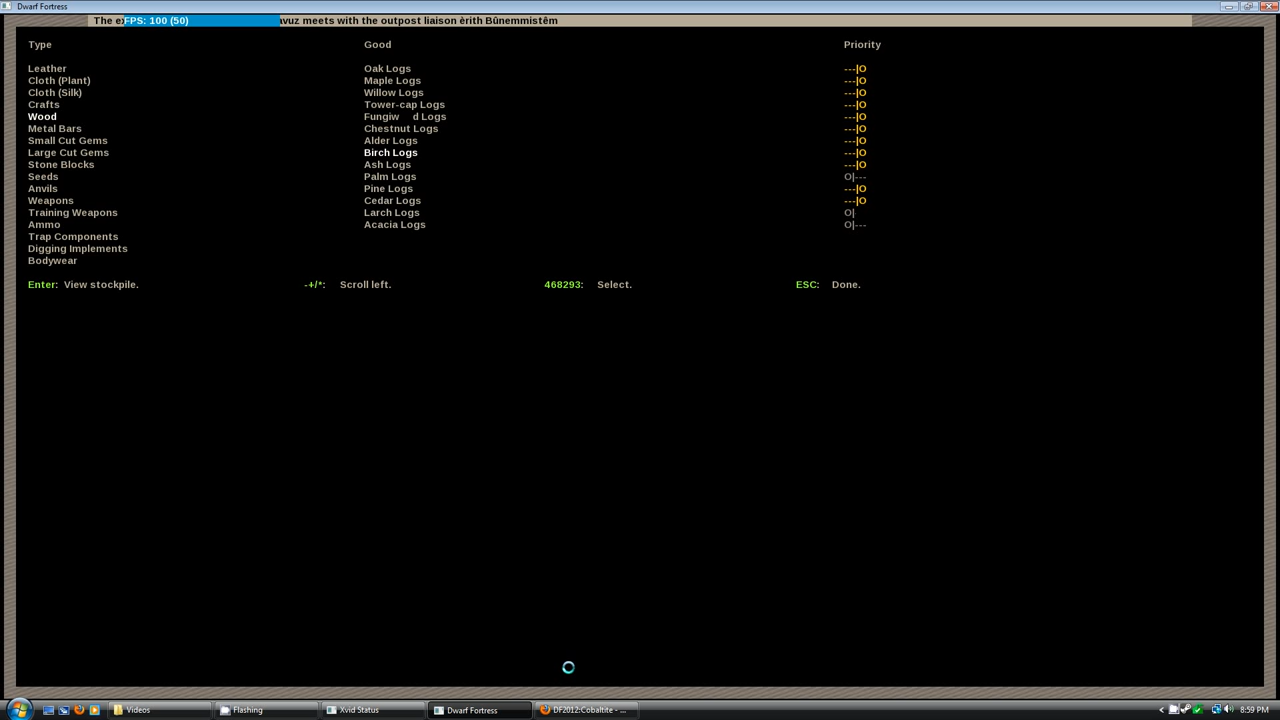 Dwarf Fortress
The e FPS: 100 (50) avuz meets with the outpost liaison èrith Bûnemmistêm
Type Good Priority
Leather Oak Logs ---|O
Cloth (Plant) Maple Logs ---|O
Cloth (Silk) Willow Logs ---|O
Crafts Tower-cap Logs ---|O
Wood Fungiw d Logs ---|O
Metal Bars Chestnut Logs ---|O
Small Cut Gems Alder Logs ---|O
Large Cut Gems Birch Logs ---|O
Stone Blocks Ash Logs ---|O
Seeds Palm Logs O|---
Anvils Pine Logs ---|O
Weapons Cedar Logs ---|O
Training Weapons Larch Logs O|
Ammo Acacia Logs O|---
Trap Components
Digging Implements
Bodywear
Enter: View stockpile. -+/*: Scroll left. 468293: Select. ESC: Done.
Videos Flashing Xvid Status Dwarf Fortress DF2012:Cobaltite - ... 8:59 PM